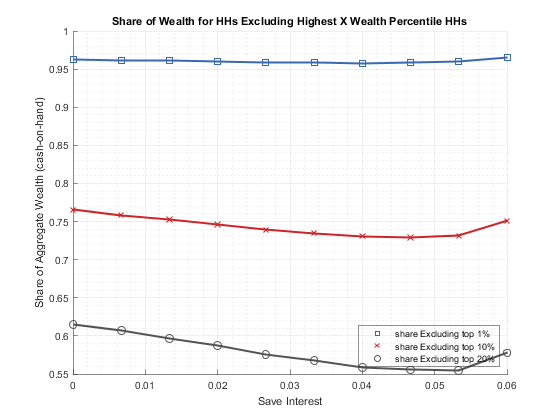 Share of Wealth for HHs Excluding Highest X Wealth Percentile HHs
1
0.95
0.9
0.85
0.8
0.75
0.7
0.65
0.6
0.55
Share of Aggregate Wealth (cash-on-hand)
share Excluding top 1%
share Excluding top 10%
share Excluding top 20%
0 0.01 0.02 0.03 0.04 0.05 0.06
Save Interest